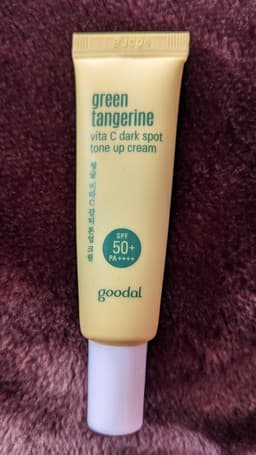 green
tangerine
vita C dark spot
tone up cream
청귤 비타C 잡티 톤업 크림
SPF
50+
PA++++
goodal